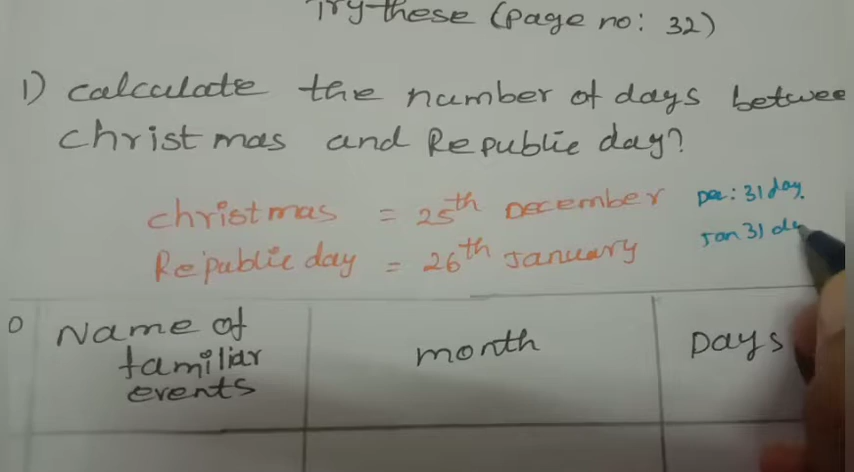 Try these (page no: 32)
1) calculate the number of days betwee
christmas and Republic day?
christmas = 25th December
Dec: 31 day.
Republic day = 26th January
Jan 31 da
Name of familiar events
month
Days